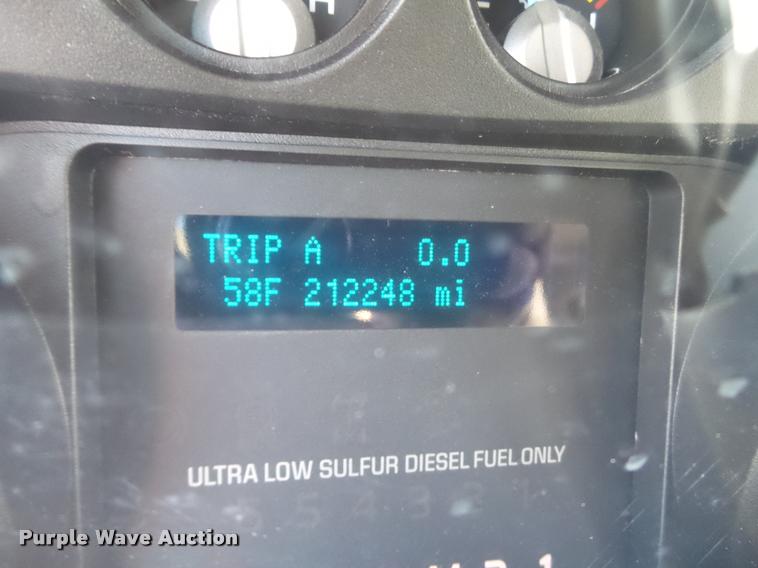 H
TRIP A 0.0
58F 212248 mi
ULTRA LOW SULFUR DIESEL FUEL ONLY
Purple Wave Auction